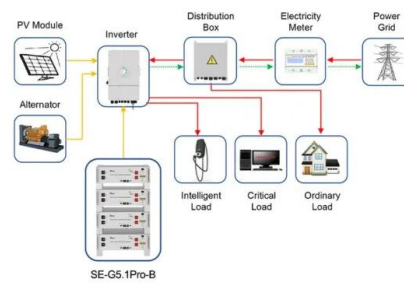 PV Module
Inverter
Distribution
Box
Electricity
Meter
Power
Grid
Alternator
Intelligent
Load
Critical
Load
Ordinary
Load
SE-G5.1Pro-B